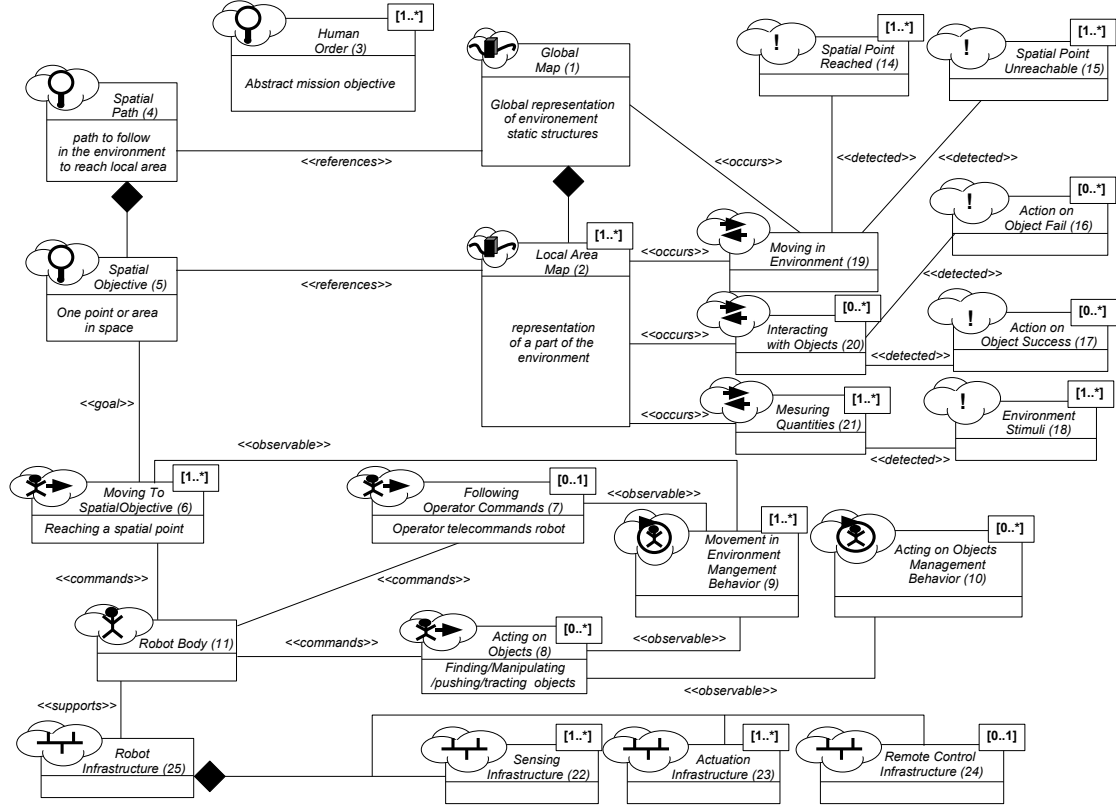 [1..*]
Human
Order (3)
Abstract mission objective
Global
Map (1)
Global representation
of environement
static structures
[1..*]
!
Spatial Point
Reached (14)
[1..*]
!
Spatial Point
Unreachable (15)
Spatial
Path (4)
path to follow
in the environment
to reach local area
<<references>>
<<occurs>>
<<detected>>
<<detected>>
[0..*]
!
Action on
Object Fail (16)
Spatial
Objective (5)
One point or area
in space
<<references>>
[1..*]
Local Area
Map (2)
representation
of a part of the
environment
<<occurs>>
Moving in
Environment (19)
<<detected>>
<<occurs>>
[0..*]
Interacting
with Objects (20)
<<detected>>
[0..*]
!
Action on
Object Success (17)
<<occurs>>
[1..*]
Mesuring
Quantities (21)
<<detected>>
[1..*]
!
Environment
Stimuli (18)
<<goal>>
<<observable>>
[1..*]
Moving To
SpatialObjective (6)
Reaching a spatial point
[0..1]
Following
Operator Commands (7)
Operator telecommands robot
<<observable>>
[1..*]
Movement in
Environment
Mangement
Behavior (9)
[0..*]
Acting on Objects
Management
Behavior (10)
<<commands>>
<<commands>>
Robot Body (11)
<<commands>>
[0..*]
Acting on
Objects (8)
Finding/Manipulating
/pushing/tracting objects
<<observable>>
<<observable>>
<<supports>>
Robot
Infrastructure (25)
[1..*]
Sensing
Infrastructure (22)
[1..*]
Actuation
Infrastructure (23)
[0..1]
Remote Control
Infrastructure (24)